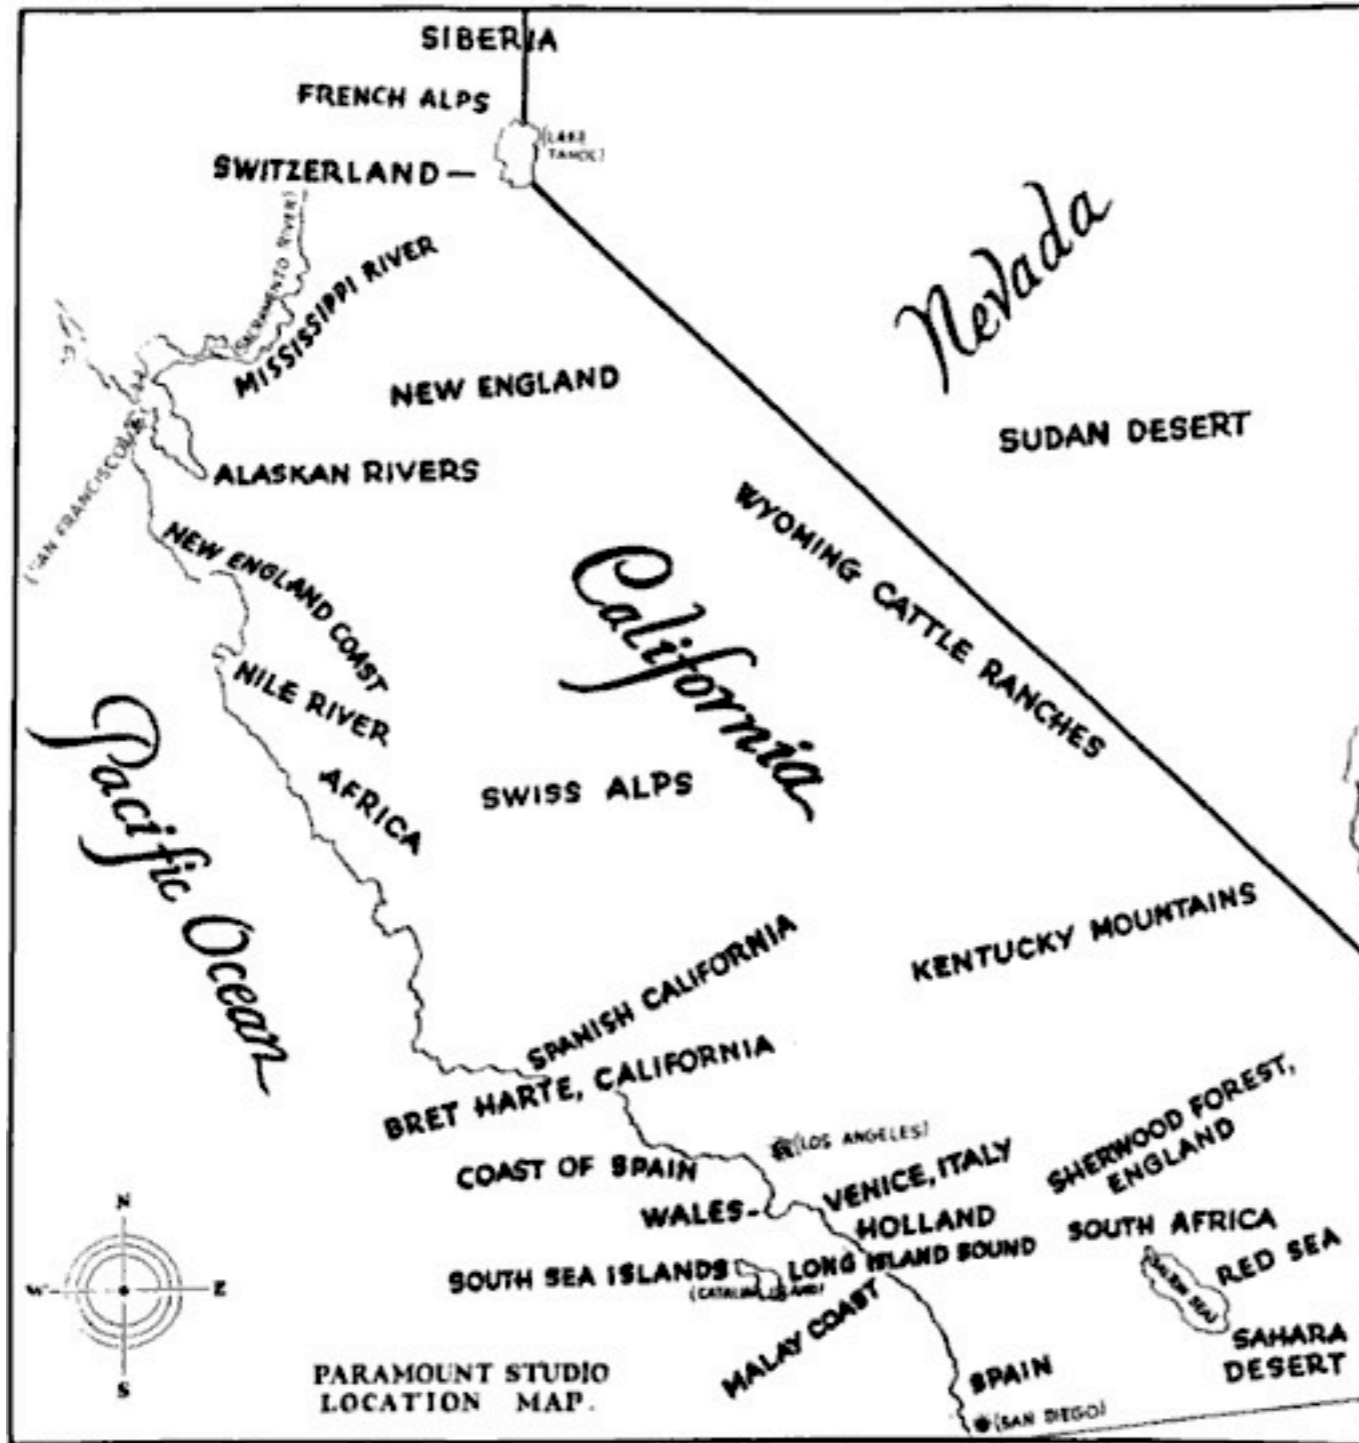 SIBERIA
FRENCH ALPS
(LAKE
TAHOE)
SWITZERLAND
(SACRAMENTO RIVER)
MISSISSIPPI RIVER
Nevada
NEW ENGLAND
SUDAN DESERT
ALASKAN RIVERS
(SAN FRANCISCO)
WYOMING CATTLE RANCHES
NEW ENGLAND COAST
California
NILE RIVER
Pacific Ocean
AFRICA
SWISS ALPS
KENTUCKY MOUNTAINS
SPANISH CALIFORNIA
BRET HARTE, CALIFORNIA
(LOS ANGELES)
SHERWOOD FOREST,
ENGLAND
COAST OF SPAIN
VENICE, ITALY
WALES-
HOLLAND
SOUTH AFRICA
SOUTH SEA ISLANDS
LONG ISLAND SOUND
RED SEA
(CATALINA ISLAND)
(SALTON SEA)
MALAY COAST
SAHARA
DESERT
SPAIN
(SAN DIEGO)
N
W
E
S
PARAMOUNT STUDIO
LOCATION MAP.